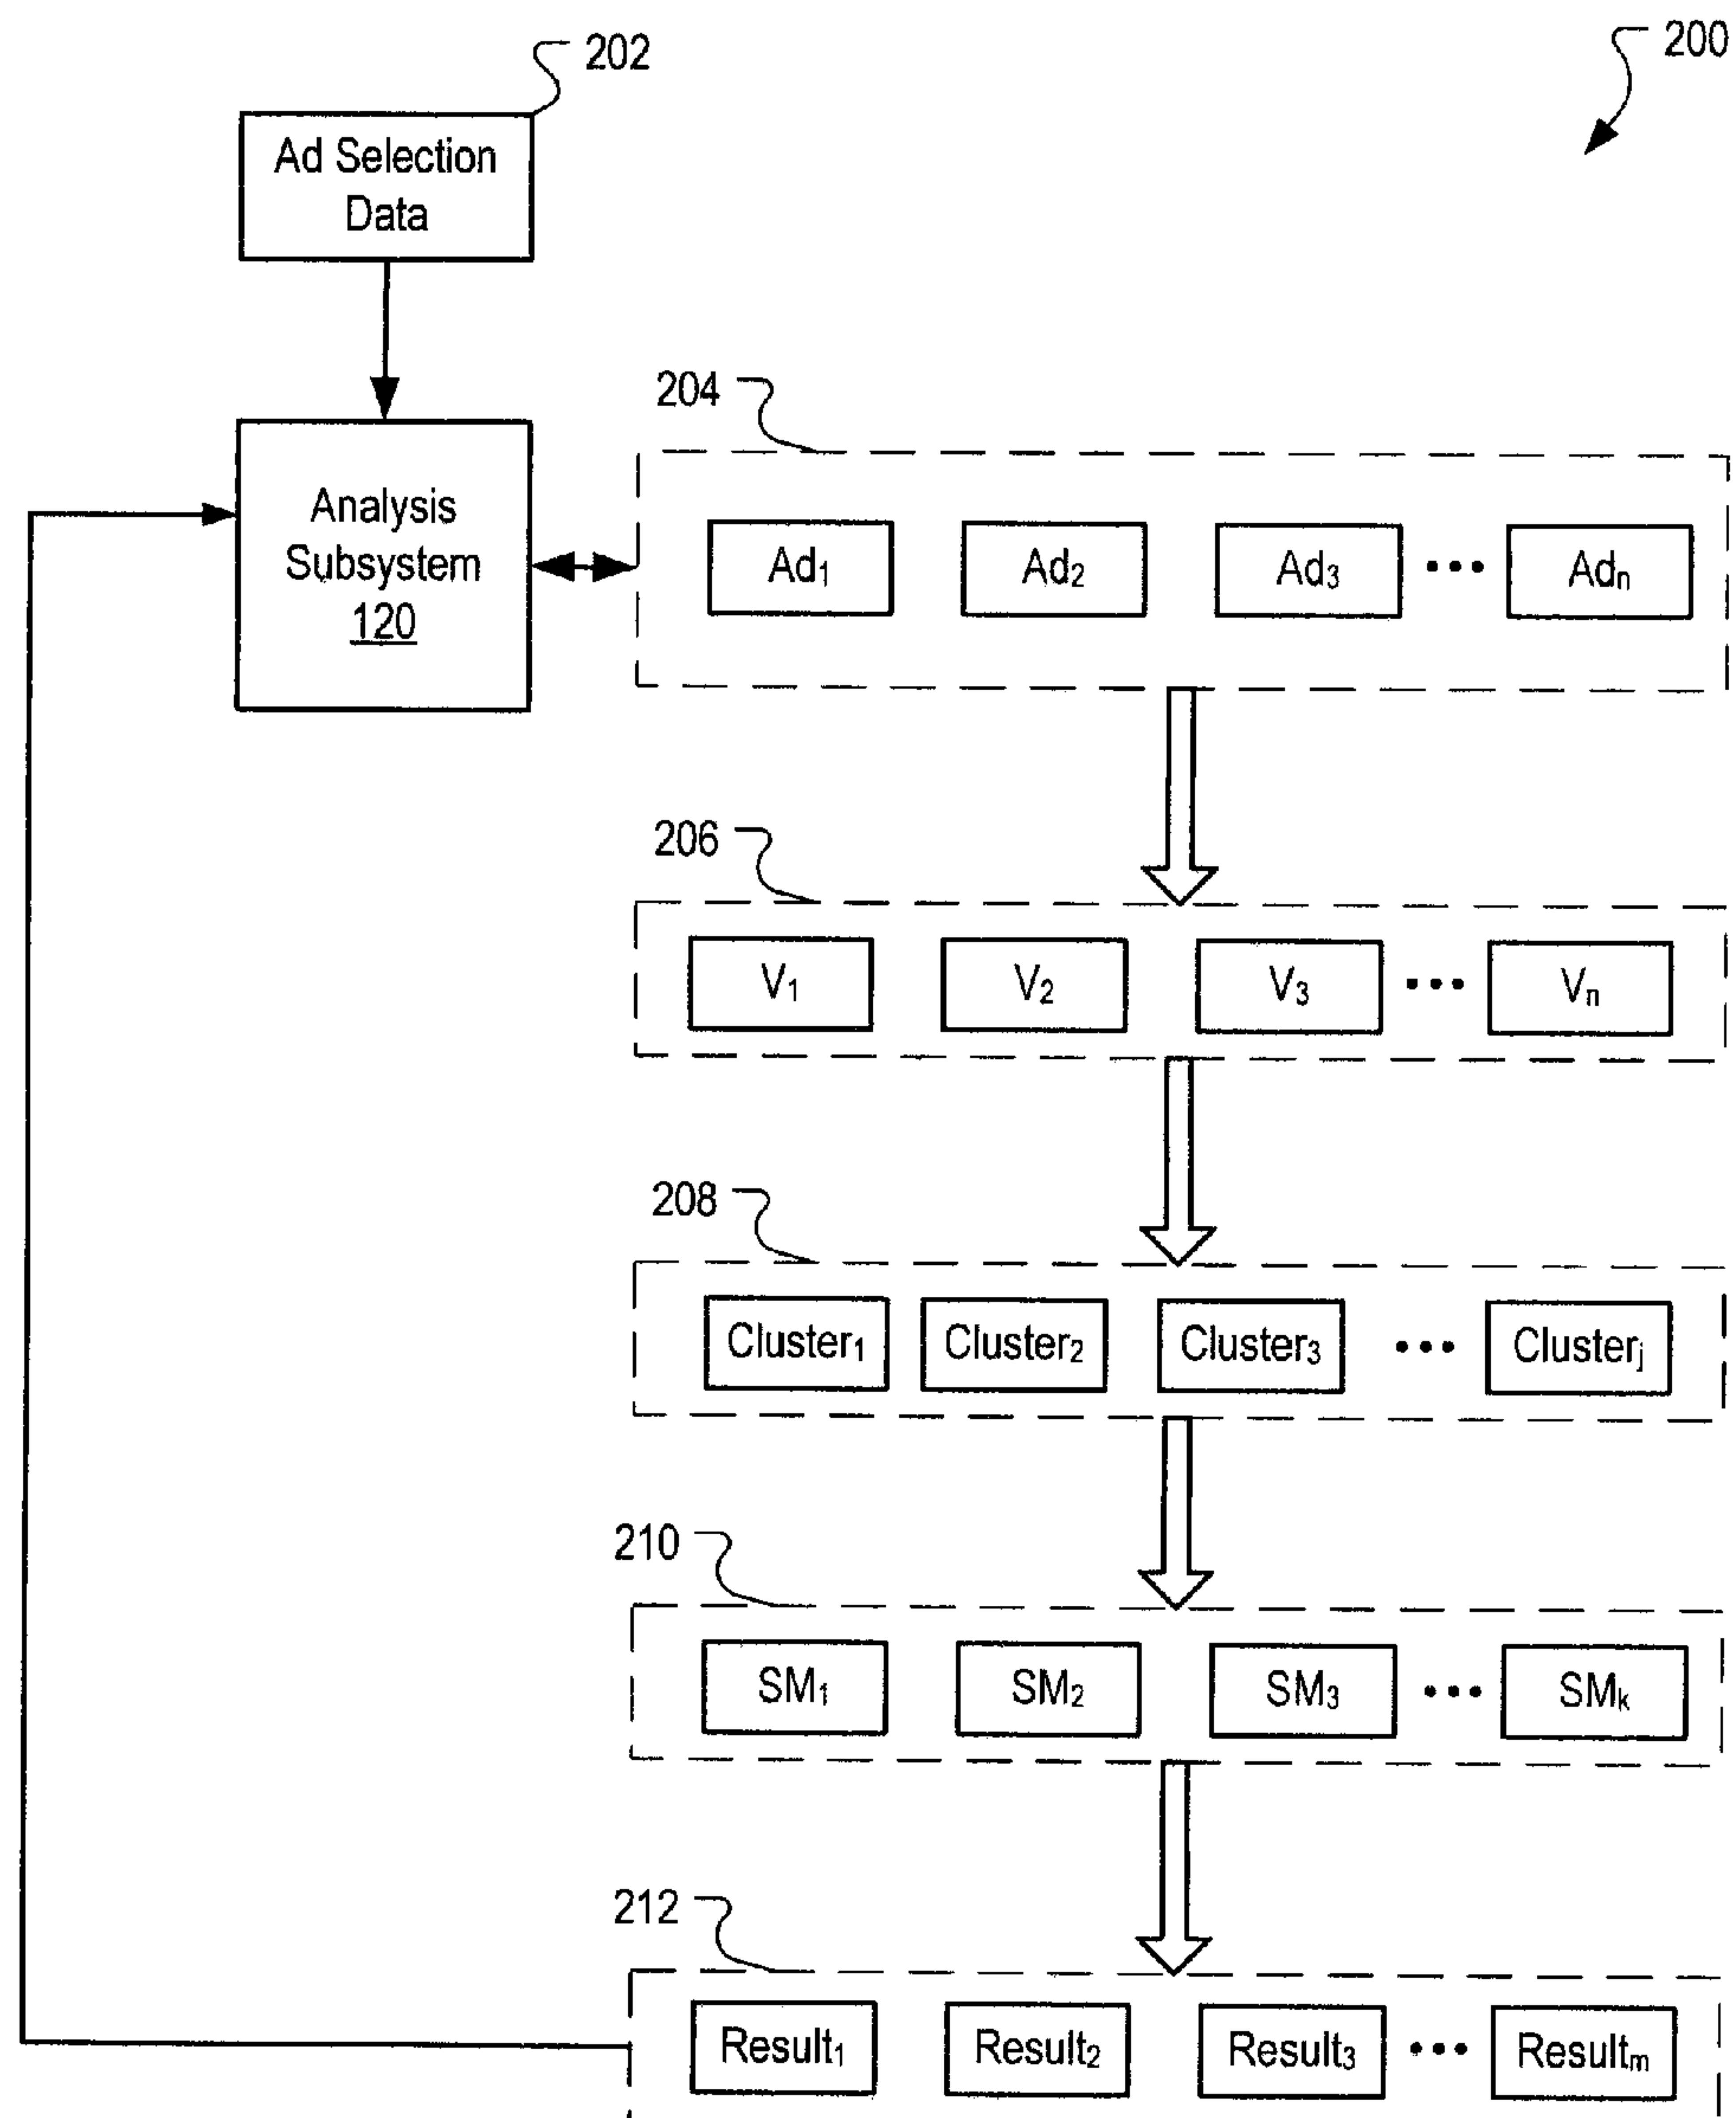 202
200
Ad Selection
Data
204
Analysis
Subsystem
120
Ad₁ Ad₂ Ad₃ ••• Adₙ
206
V₁ V₂ V₃ ••• Vₙ
208
Cluster₁ Cluster₂ Cluster₃ ••• Clusterⱼ
210
SM₁ SM₂ SM₃ ••• SMₖ
212
Result₁ Result₂ Result₃ ••• Resultₘ